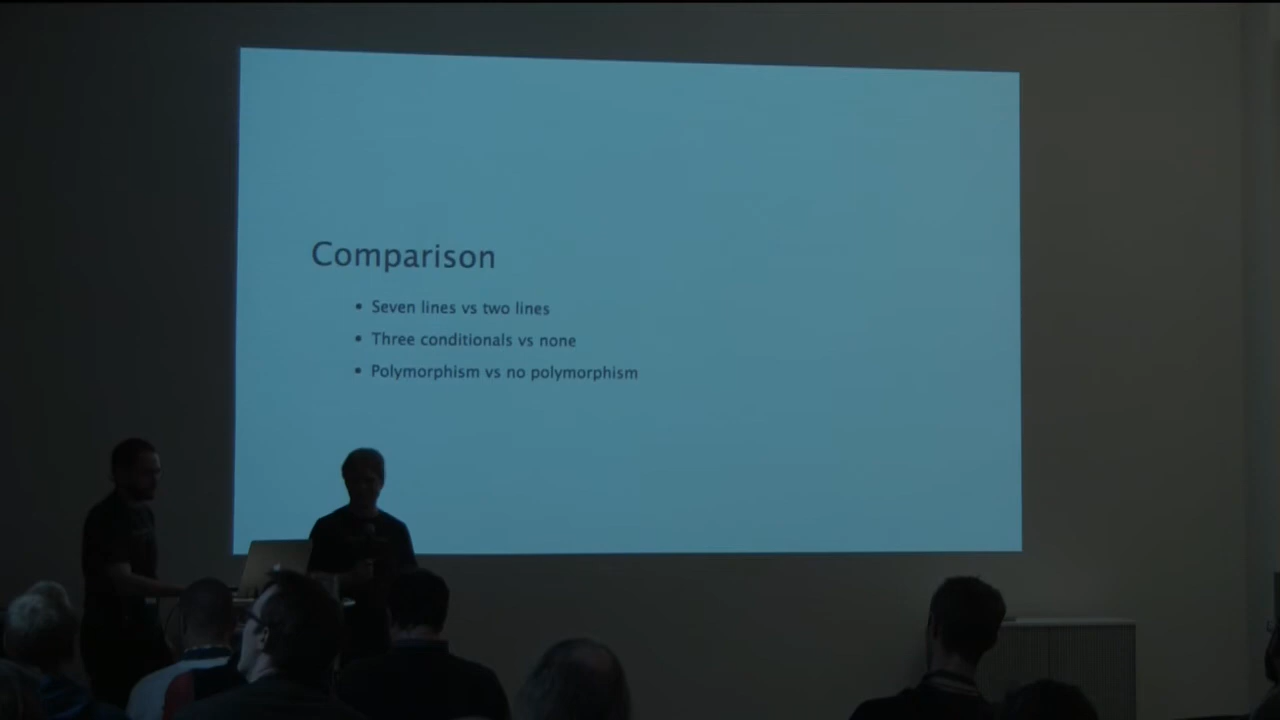 Comparison
• Seven lines vs two lines
• Three conditionals vs none
• Polymorphism vs no polymorphism